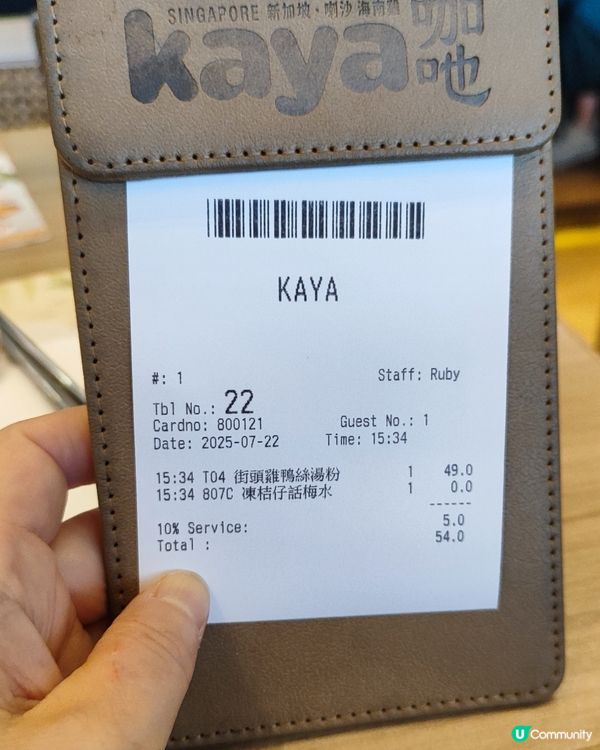 SINGAPORE 新加坡·喇沙海南雞
kaya 咖吔
KAYA
#: 1 Staff: Ruby
Tbl No.: 22
Cardno: 800121 Guest No.: 1
Date: 2025-07-22 Time: 15:34
15:34 T04 街頭雞鴨絲湯粉 1 49.0
15:34 807C 凍桔仔話梅水 1 0.0
------
10% Service: 5.0
Total : 54.0
U Community